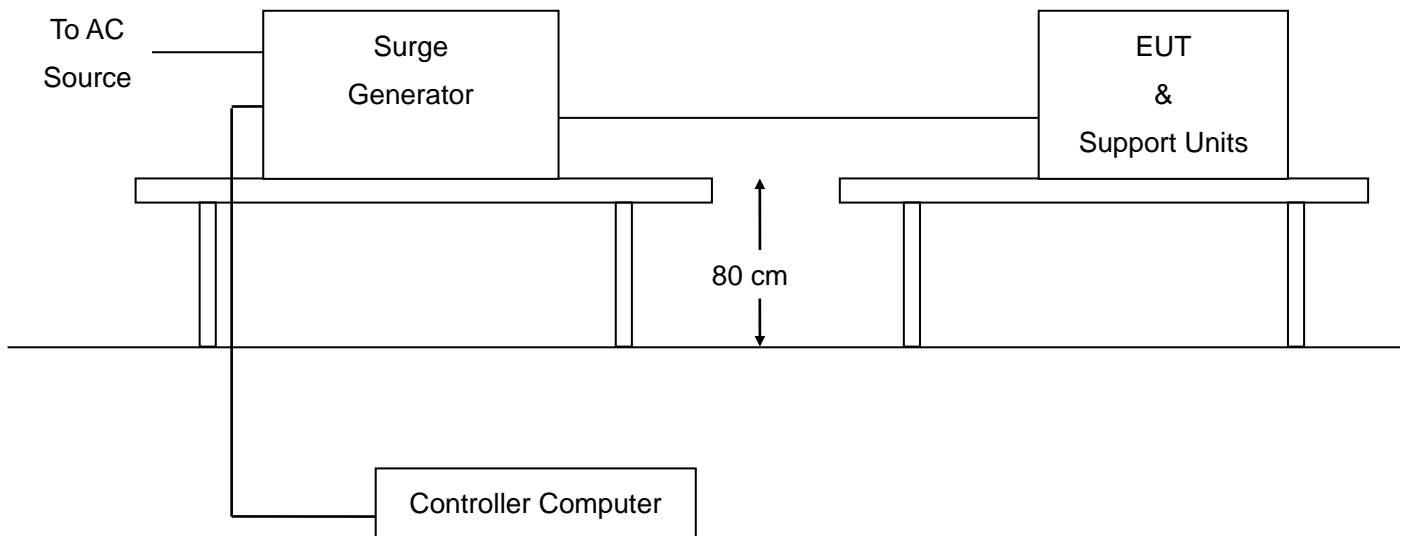 To AC
Source
Surge
Generator
EUT
&
Support Units
80 cm
Controller Computer